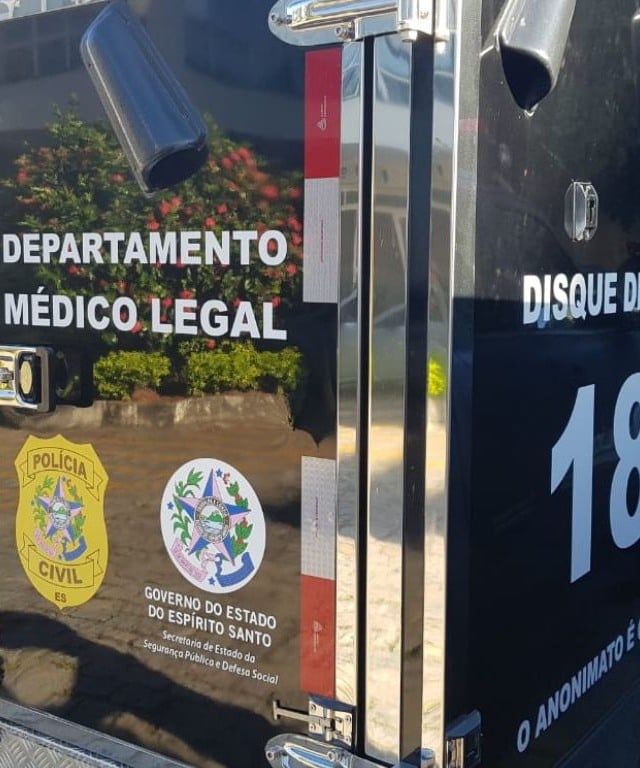 DEPARTAMENTO
MÉDICO LEGAL
POLÍCIA
CIVIL
ES
GOVERNO DO ESTADO
DO ESPÍRITO SANTO
Secretaria de Estado da
Segurança Pública e Defesa Social
DISQUE
18
O ANONIMATO É